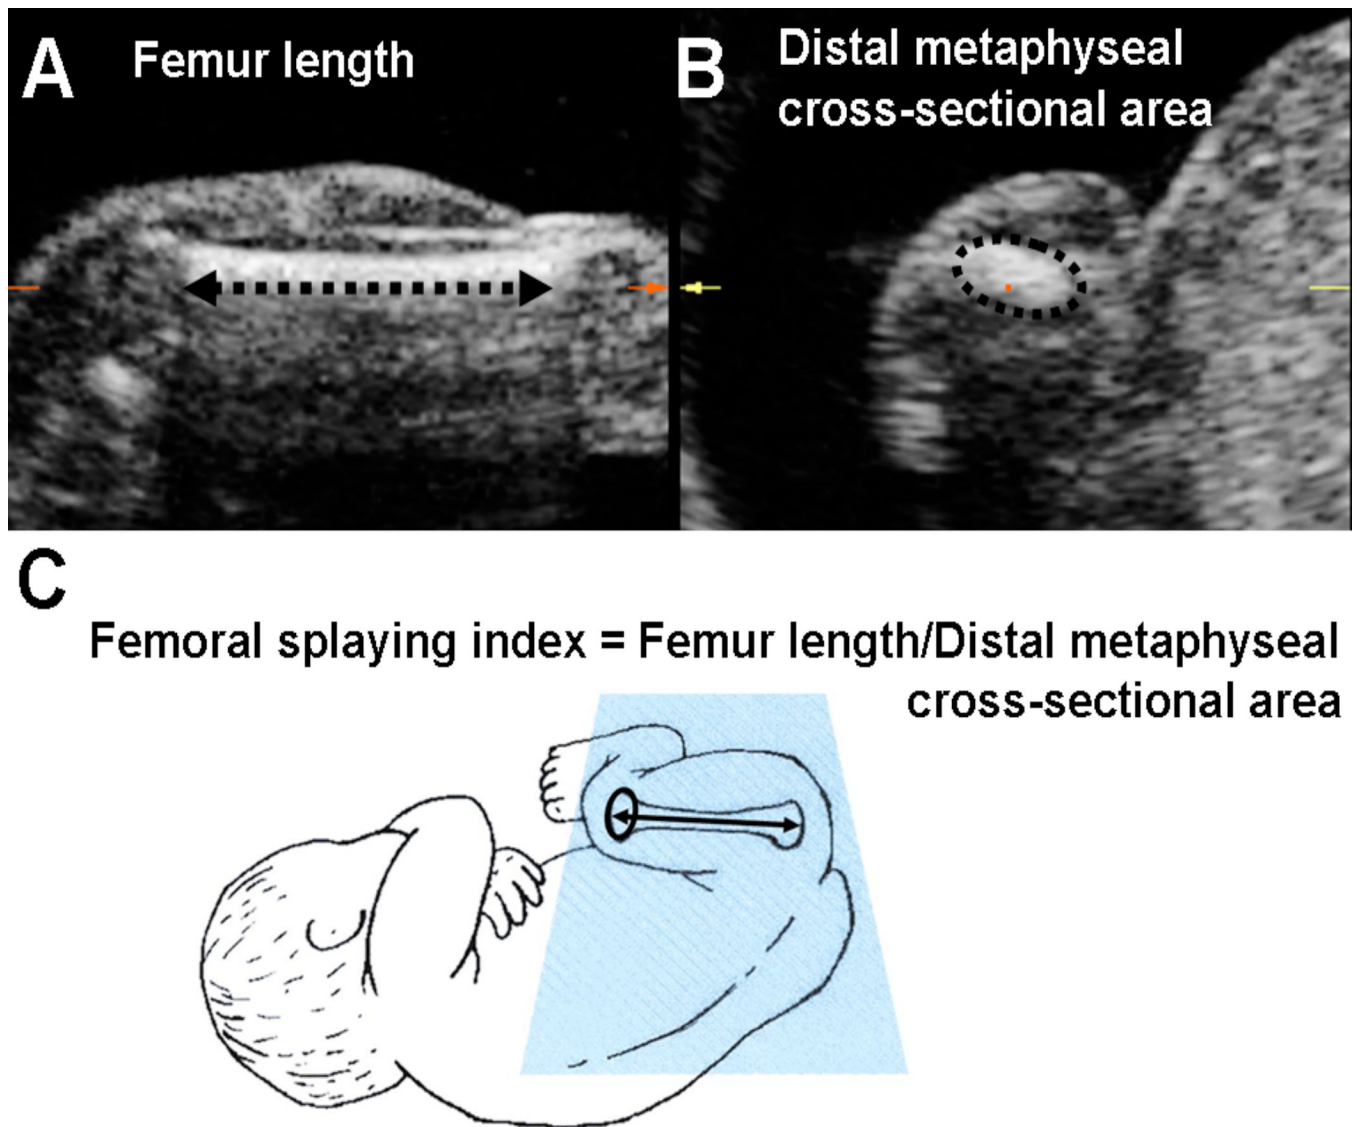 A
Femur length
B
Distal metaphyseal
cross-sectional area
C
Femoral splaying index = Femur length/Distal metaphyseal
cross-sectional area